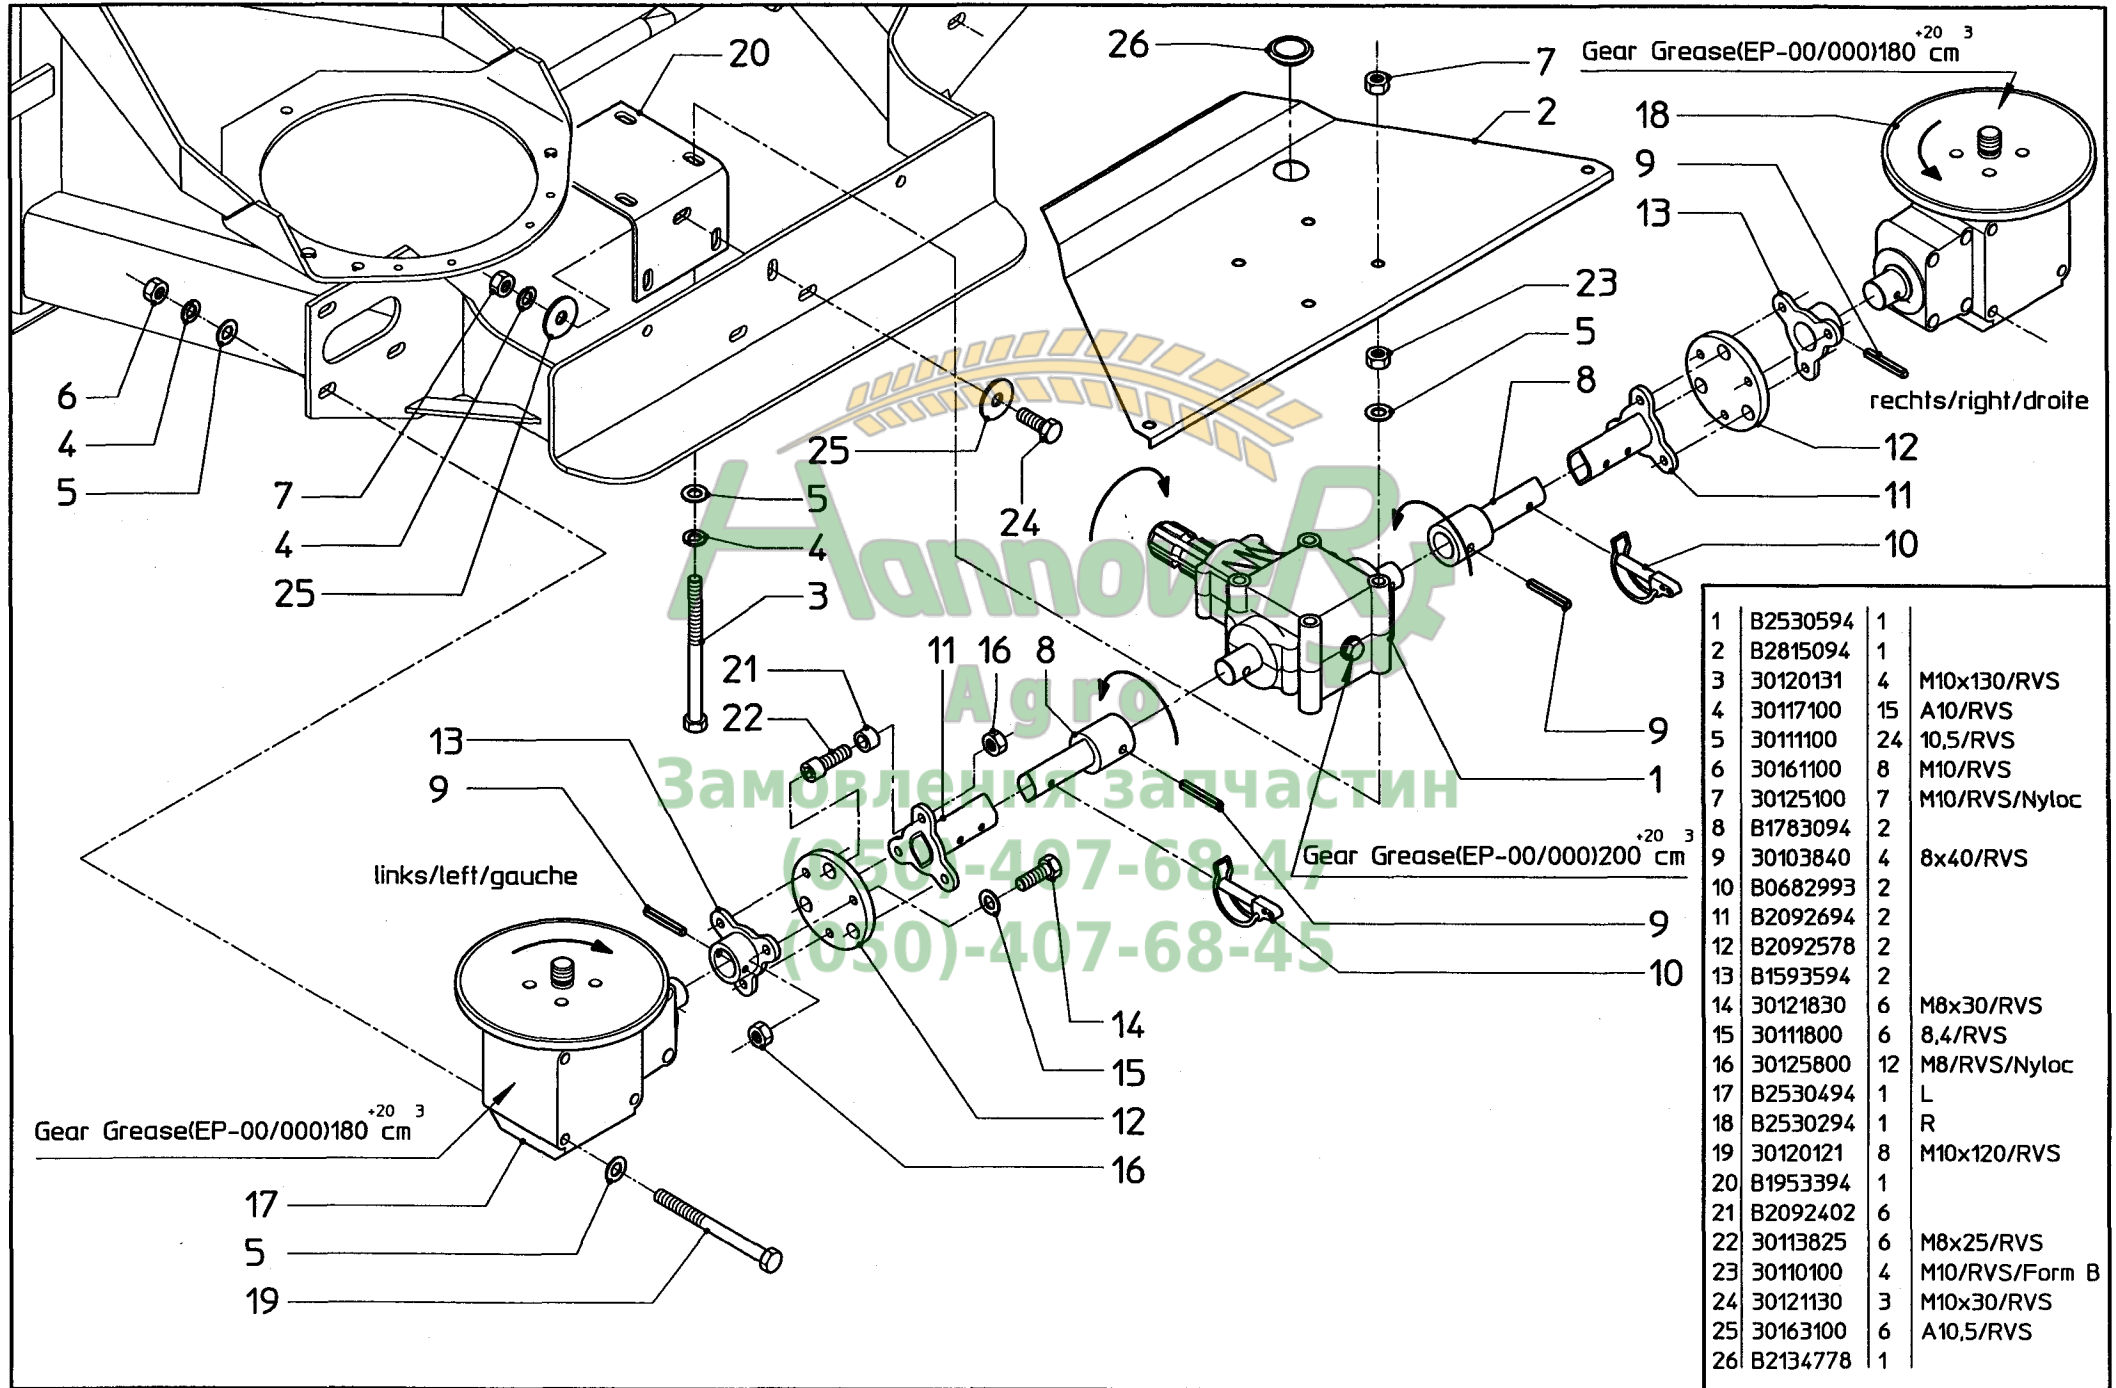 20
26
7
2
Gear Grease(EP-00/000)180 +20 cm 3
18
9
13
23
5
8
rechts/right/droite
6
4
5
7
4
25
25
24
12
11
10
5
4
3
21
22
11 16 8
13
9
9
1
Gear Grease(EP-00/000)200 +20 cm 3
links/left/gauche
9
10
14
15
12
16
Gear Grease(EP-00/000)180 +20 cm 3
17
5
19
HannoveR
Agro
Замовлення запчастин
(050)-407-68-47
(050)-407-68-45
1 B2530594 1
2 B2815094 1
3 30120131 4 M10x130/RVS
4 30117100 15 A10/RVS
5 30111100 24 10,5/RVS
6 30161100 8 M10/RVS
7 30125100 7 M10/RVS/Nyloc
8 B1783094 2
9 30103840 4 8x40/RVS
10 B0682993 2
11 B2092694 2
12 B2092578 2
13 B1593594 2
14 30121830 6 M8x30/RVS
15 30111800 6 8,4/RVS
16 30125800 12 M8/RVS/Nyloc
17 B2530494 1 L
18 B2530294 1 R
19 30120121 8 M10x120/RVS
20 B1953394 1
21 B2092402 6
22 30113825 6 M8x25/RVS
23 30110100 4 M10/RVS/Form B
24 30121130 3 M10x30/RVS
25 30163100 6 A10,5/RVS
26 B2134778 1